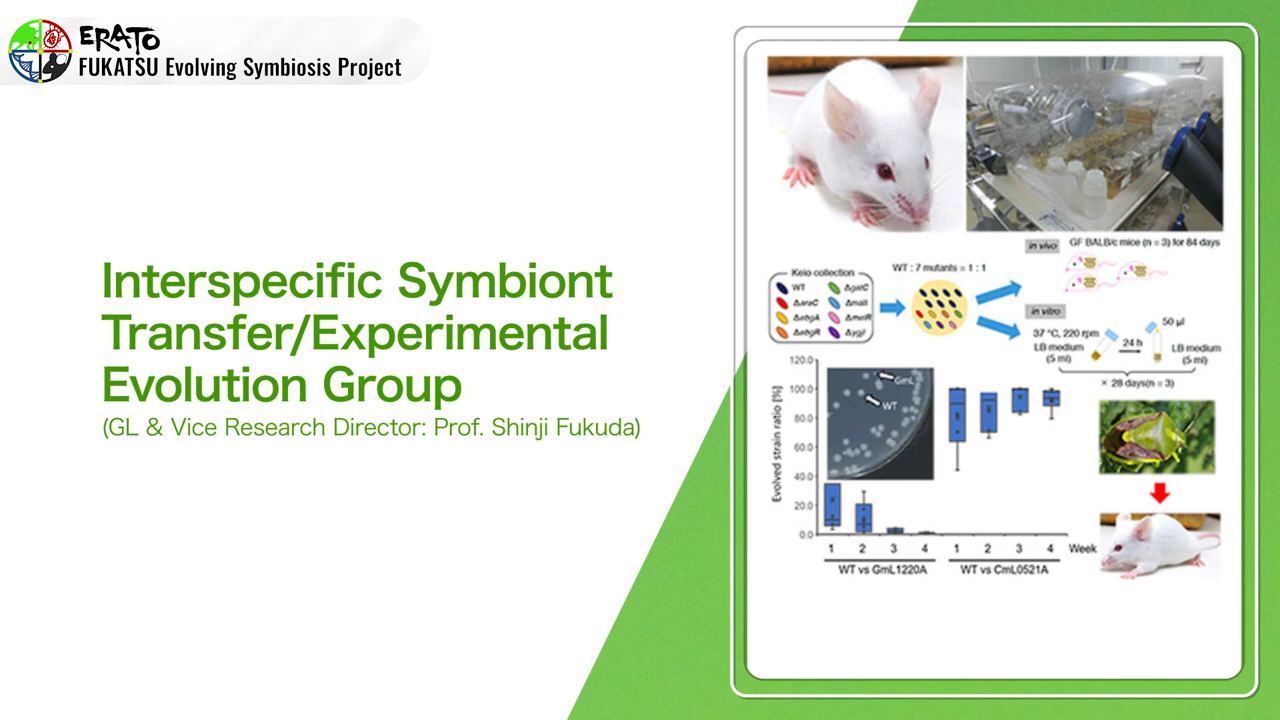 ERATO
FUKATSU Evolving Symbiosis Project
Interspecific Symbiont
Transfer/Experimental
Evolution Group
(GL & Vice Research Director: Prof. Shinji Fukuda)
in vivo
GF BALB/c mice (n = 3) for 84 days
Keio collection
WT
ΔgatC
ΔaraC
ΔmalI
ΔebgA
ΔmelR
ΔebgR
WT : 7 mutants = 1 : 1
in vitro
37 °C, 220 rpm
50 µl
LB medium
(5 ml)
24 h
LB medium
(5 ml)
× 28 days(n = 3)
Evolved strain ratio [%]
120.0
100.0
80.0
60.0
40.0
20.0
0.0
GmL
WT
1 2 3 4 1 2 3 4 Week
WT vs GmL1220A WT vs CmL0521A